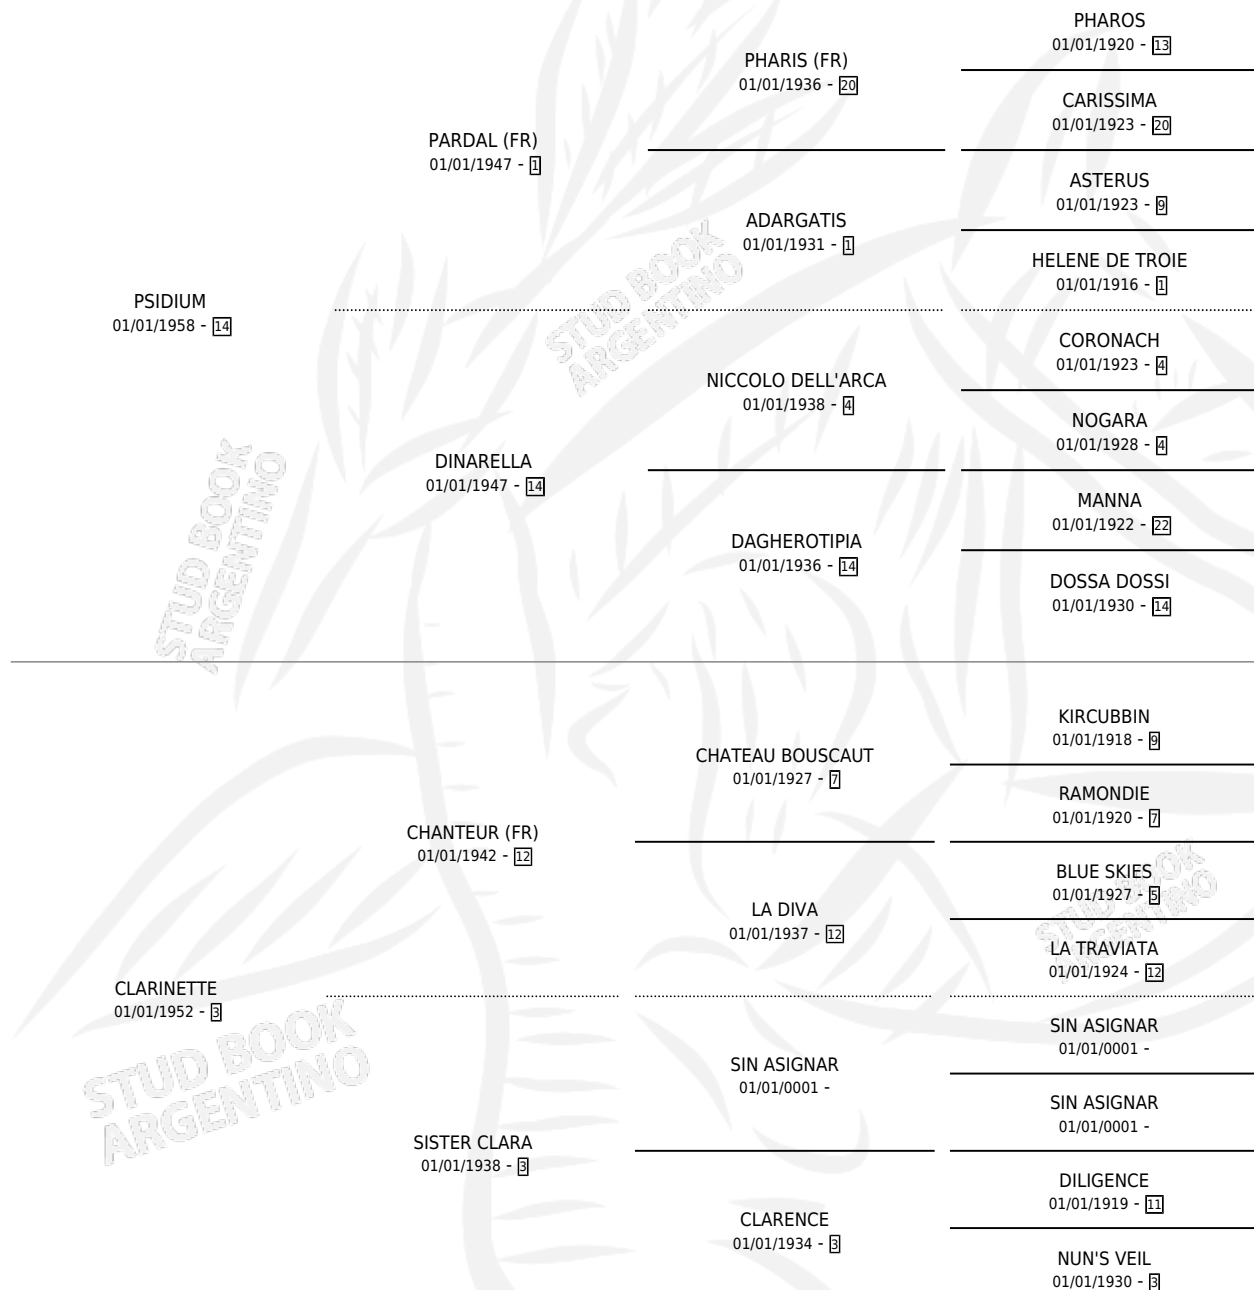 PHAROS
01/01/1920 - 13
PHARIS (FR)
01/01/1936 - 20
CARISSIMA
01/01/1923 - 20
PARDAL (FR)
01/01/1947 - 1
ASTERUS
01/01/1923 - 9
ADARGATIS
01/01/1931 - 1
HELENE DE TROIE
01/01/1916 - 1
PSIDIUM
01/01/1958 - 14
CORONACH
01/01/1923 - 4
NICCOLO DELL'ARCA
01/01/1938 - 4
NOGARA
01/01/1928 - 4
DINARELLA
01/01/1947 - 14
MANNA
01/01/1922 - 22
DAGHEROTIPIA
01/01/1936 - 14
DOSSA DOSSI
01/01/1930 - 14
KIRCUBBIN
01/01/1918 - 9
CHATEAU BOUSCAUT
01/01/1927 - 7
RAMONDIE
01/01/1920 - 7
CHANTEUR (FR)
01/01/1942 - 12
BLUE SKIES
01/01/1927 - 5
LA DIVA
01/01/1937 - 12
LA TRAVIATA
01/01/1924 - 12
CLARINETTE
01/01/1952 - 3
SIN ASIGNAR
01/01/0001 -
SIN ASIGNAR
01/01/0001 -
SIN ASIGNAR
01/01/0001 -
SISTER CLARA
01/01/1938 - 3
DILIGENCE
01/01/1919 - 11
CLARENCE
01/01/1934 - 3
NUN'S VEIL
01/01/1930 - 3
STUD BOOK
ARGENTINO
STUD BOOK
ARGENTINO
STUD BOOK
ARGENTINO
STUD BOOK
ARGENTINO